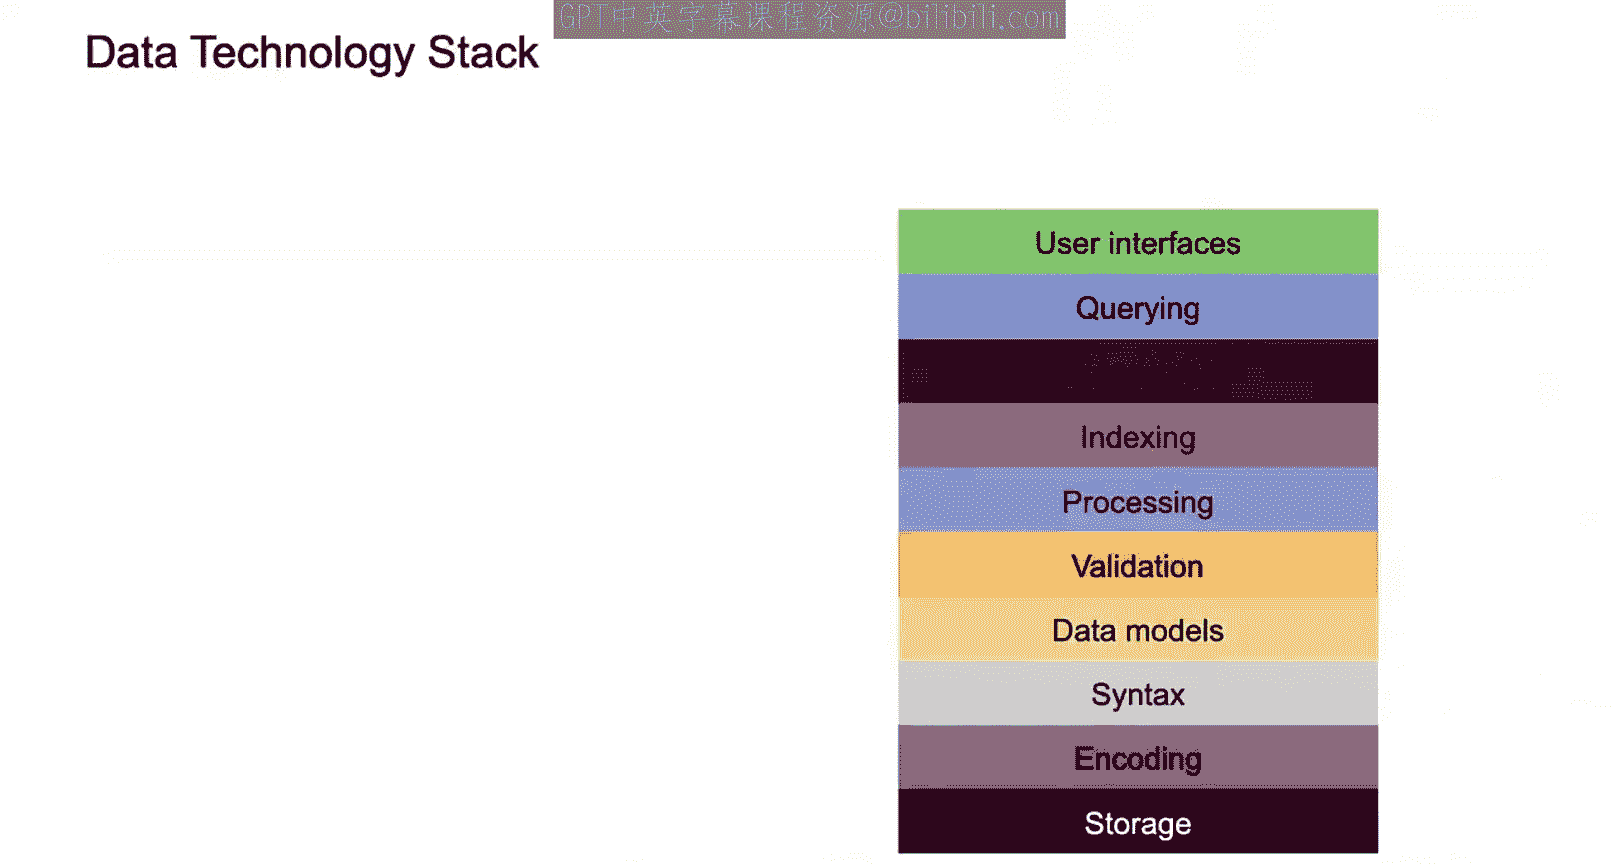 GPT中英字幕课程资源@bilibili.com
Data Technology Stack
User interfaces
Querying
Indexing
Processing
Validation
Data models
Syntax
Encoding
Storage